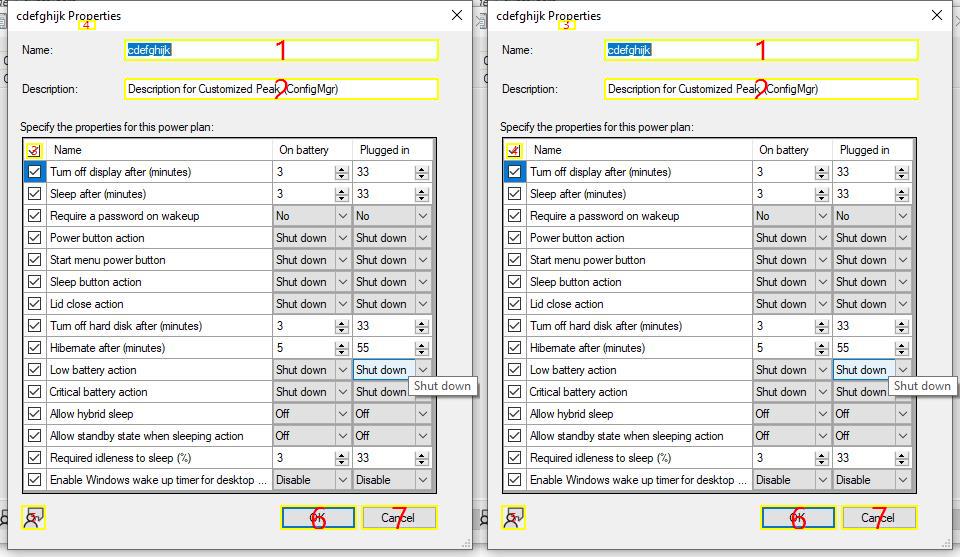 cdefghijk Properties
4
Name: cdefghijk 1
Description: Description for Customized Peak (ConfigMgr) 2
Specify the properties for this power plan:
3 Name On battery Plugged in
Turn off display after (minutes) 3 33
Sleep after (minutes) 3 33
Require a password on wakeup No No
Power button action Shut down Shut down
Start menu power button Shut down Shut down
Sleep button action Shut down Shut down
Lid close action Shut down Shut down
Turn off hard disk after (minutes) 3 33
Hibernate after (minutes) 5 55
Low battery action Shut down Shut down
Shut down
Critical battery action Shut down Shut down
Allow hybrid sleep Off Off
Allow standby state when sleeping action Off Off
Required idleness to sleep (%) 3 33
Enable Windows wake up timer for desktop ... Disable Disable
5 OK 6 Cancel 7
cdefghijk Properties
3
Name: cdefghijk 1
Description: Description for Customized Peak (ConfigMgr) 2
Specify the properties for this power plan:
4 Name On battery Plugged in
Turn off display after (minutes) 3 33
Sleep after (minutes) 3 33
Require a password on wakeup No No
Power button action Shut down Shut down
Start menu power button Shut down Shut down
Sleep button action Shut down Shut down
Lid close action Shut down Shut down
Turn off hard disk after (minutes) 3 33
Hibernate after (minutes) 5 55
Low battery action Shut down Shut down
Shut down
Critical battery action Shut down Shut down
Allow hybrid sleep Off Off
Allow standby state when sleeping action Off Off
Required idleness to sleep (%) 3 33
Enable Windows wake up timer for desktop ... Disable Disable
5 OK 6 Cancel 7